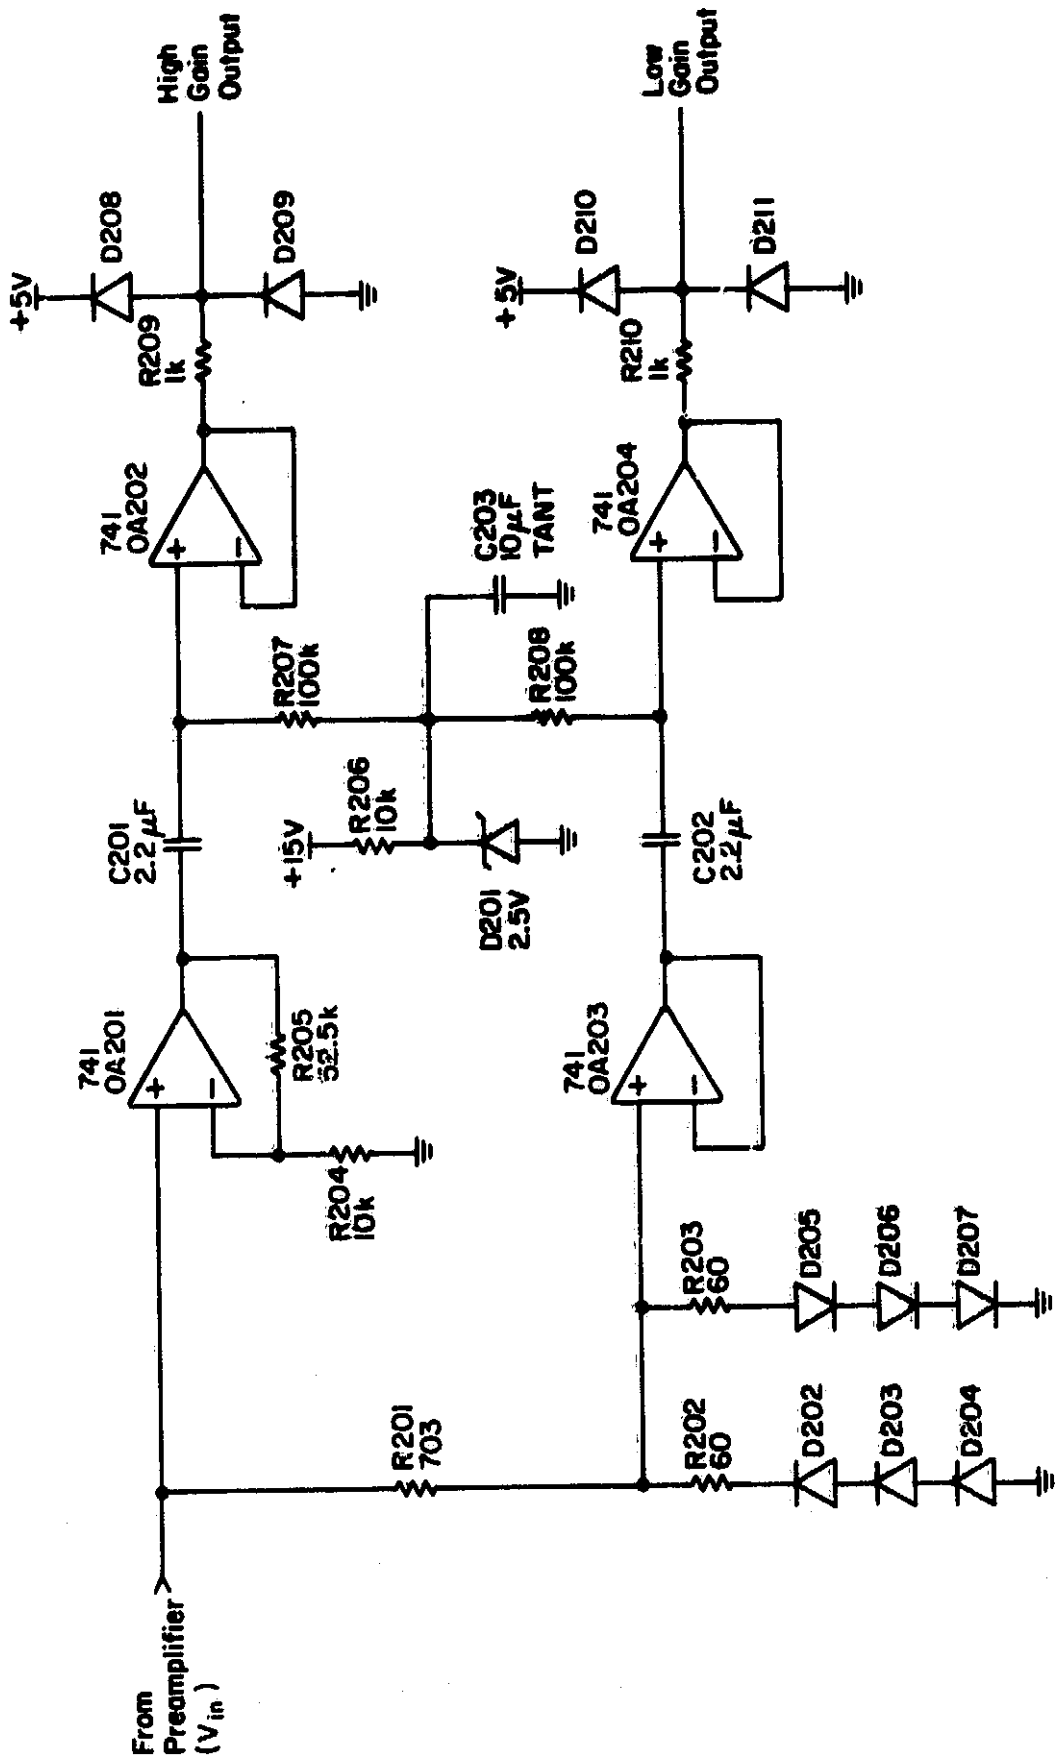 From
Preamplifier
(Vin)
R201
703
R202
60
D202
D203
D204
R203
60
D205
D206
D207
741
OA201
+
−
R204
10k
R205
52.5k
741
OA203
+
−
C201
2.2μF
+15V
R206
10k
D201
2.5V
C202
2.2μF
R207
100k
R208
100k
C203
10μF
TANT
741
OA202
+
−
741
OA204
+
−
R209
1k
+5V
D208
D209
High
Gain
Output
R210
1k
+5V
D210
D211
Low
Gain
Output